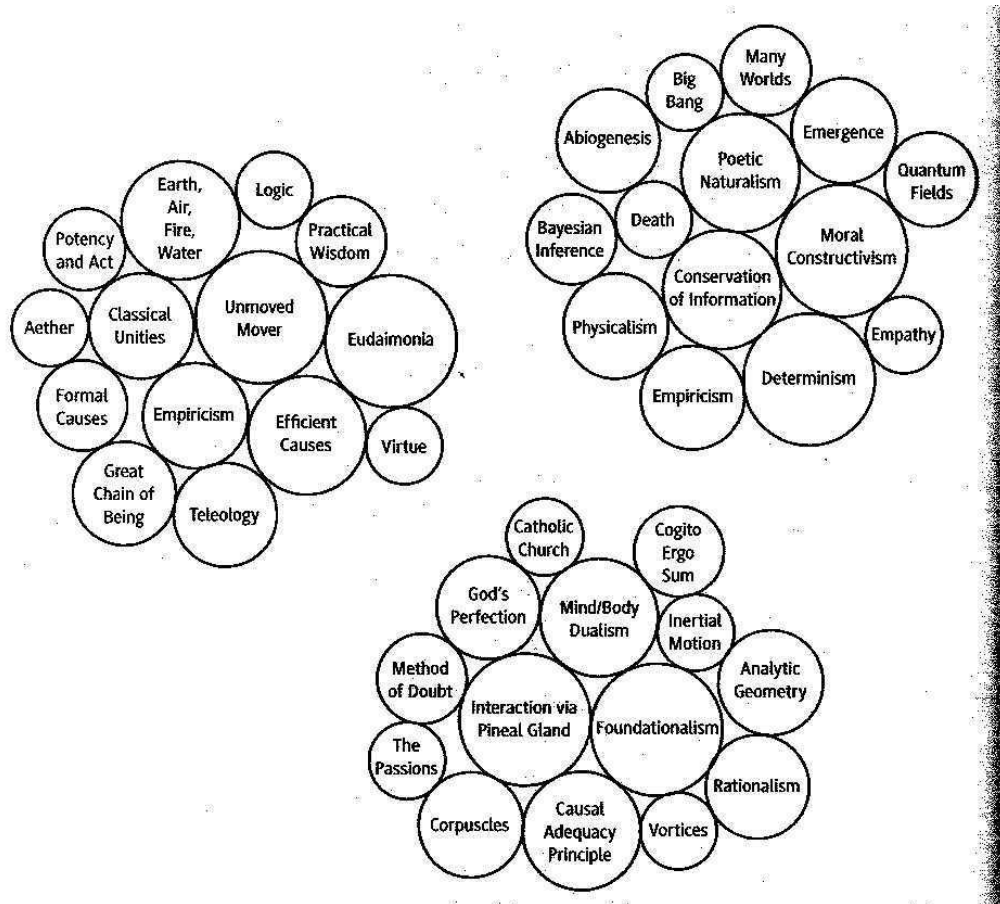 Earth,
Air,
Fire,
Water
Logic
Potency
and Act
Practical
Wisdom
Aether
Classical
Unities
Unmoved
Mover
Eudaimonia
Formal
Causes
Empiricism
Efficient
Causes
Virtue
Great
Chain of
Being
Teleology
Many
Worlds
Big
Bang
Abiogenesis
Poetic
Naturalism
Emergence
Quantum
Fields
Bayesian
Inference
Death
Moral
Constructivism
Conservation
of Information
Physicalism
Empathy
Empiricism
Determinism
Catholic
Church
Cogito
Ergo
Sum
God's
Perfection
Mind/Body
Dualism
Inertial
Motion
Method
of Doubt
Analytic
Geometry
Interaction via
Pineal Gland
Foundationalism
The
Passions
Rationalism
Corpuscles
Causal
Adequacy
Principle
Vortices